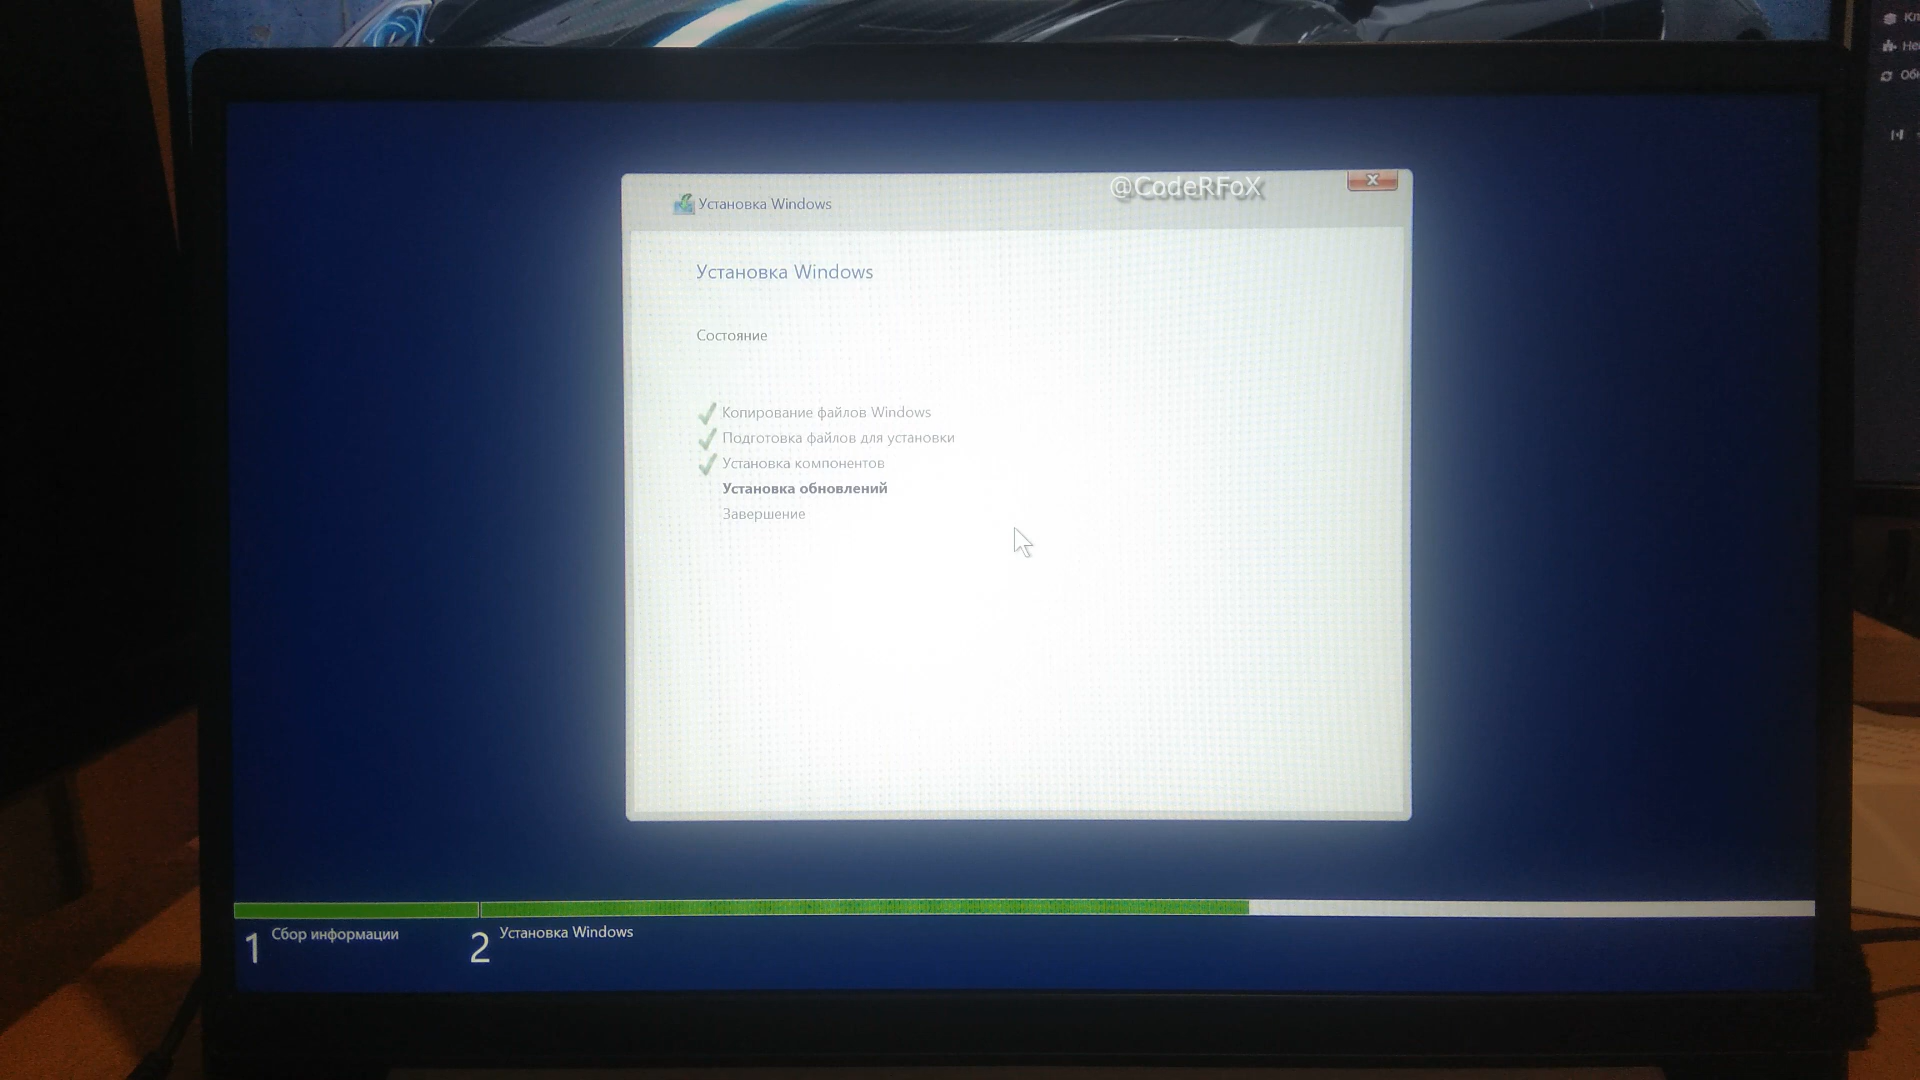 @CodeRFoX
Установка Windows
Установка Windows
Состояние
Копирование файлов Windows
Подготовка файлов для установки
Установка компонентов
Установка обновлений
Завершение
1 Сбор информации
2 Установка Windows